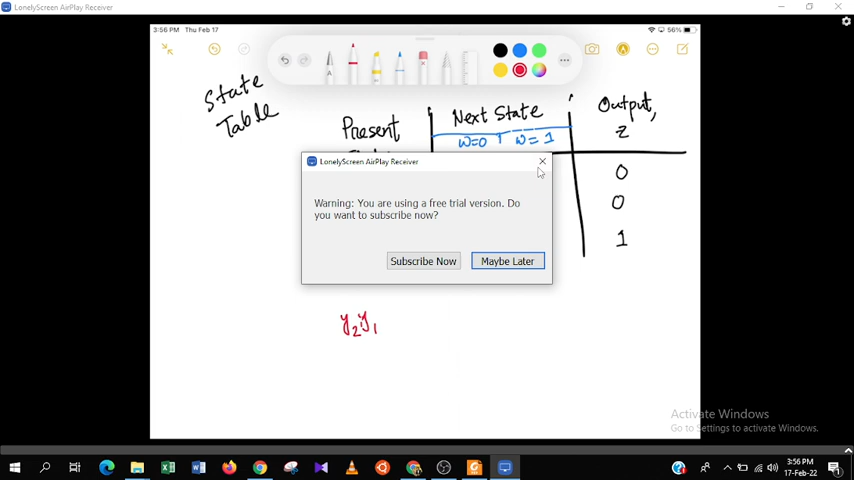 LonelyScreen AirPlay Receiver
3:56 PM Thu Feb 17
56%
State
Table
Present
Next State
Output,
z
w=0
w=1
LonelyScreen AirPlay Receiver
Warning: You are using a free trial version. Do
you want to subscribe now?
Subscribe Now
Maybe Later
0
0
1
y2y1
Activate Windows
Go to Settings to activate Windows.
3:56 PM
17-Feb-22